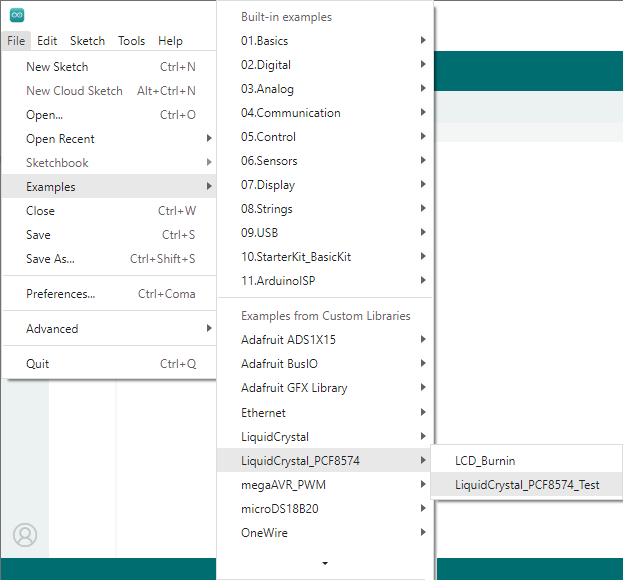 File Edit Sketch Tools Help
New Sketch Ctrl+N
New Cloud Sketch Alt+Ctrl+N
Open... Ctrl+O
Open Recent
Sketchbook
Examples
Close Ctrl+W
Save Ctrl+S
Save As... Ctrl+Shift+S
Preferences... Ctrl+Coma
Advanced
Quit Ctrl+Q
Built-in examples
01.Basics
02.Digital
03.Analog
04.Communication
05.Control
06.Sensors
07.Display
08.Strings
09.USB
10.StarterKit_BasicKit
11.ArduinoISP
Examples from Custom Libraries
Adafruit ADS1X15
Adafruit BusIO
Adafruit GFX Library
Ethernet
LiquidCrystal
LiquidCrystal_PCF8574
megaAVR_PWM
microDS18B20
OneWire
LCD_Burnin
LiquidCrystal_PCF8574_Test